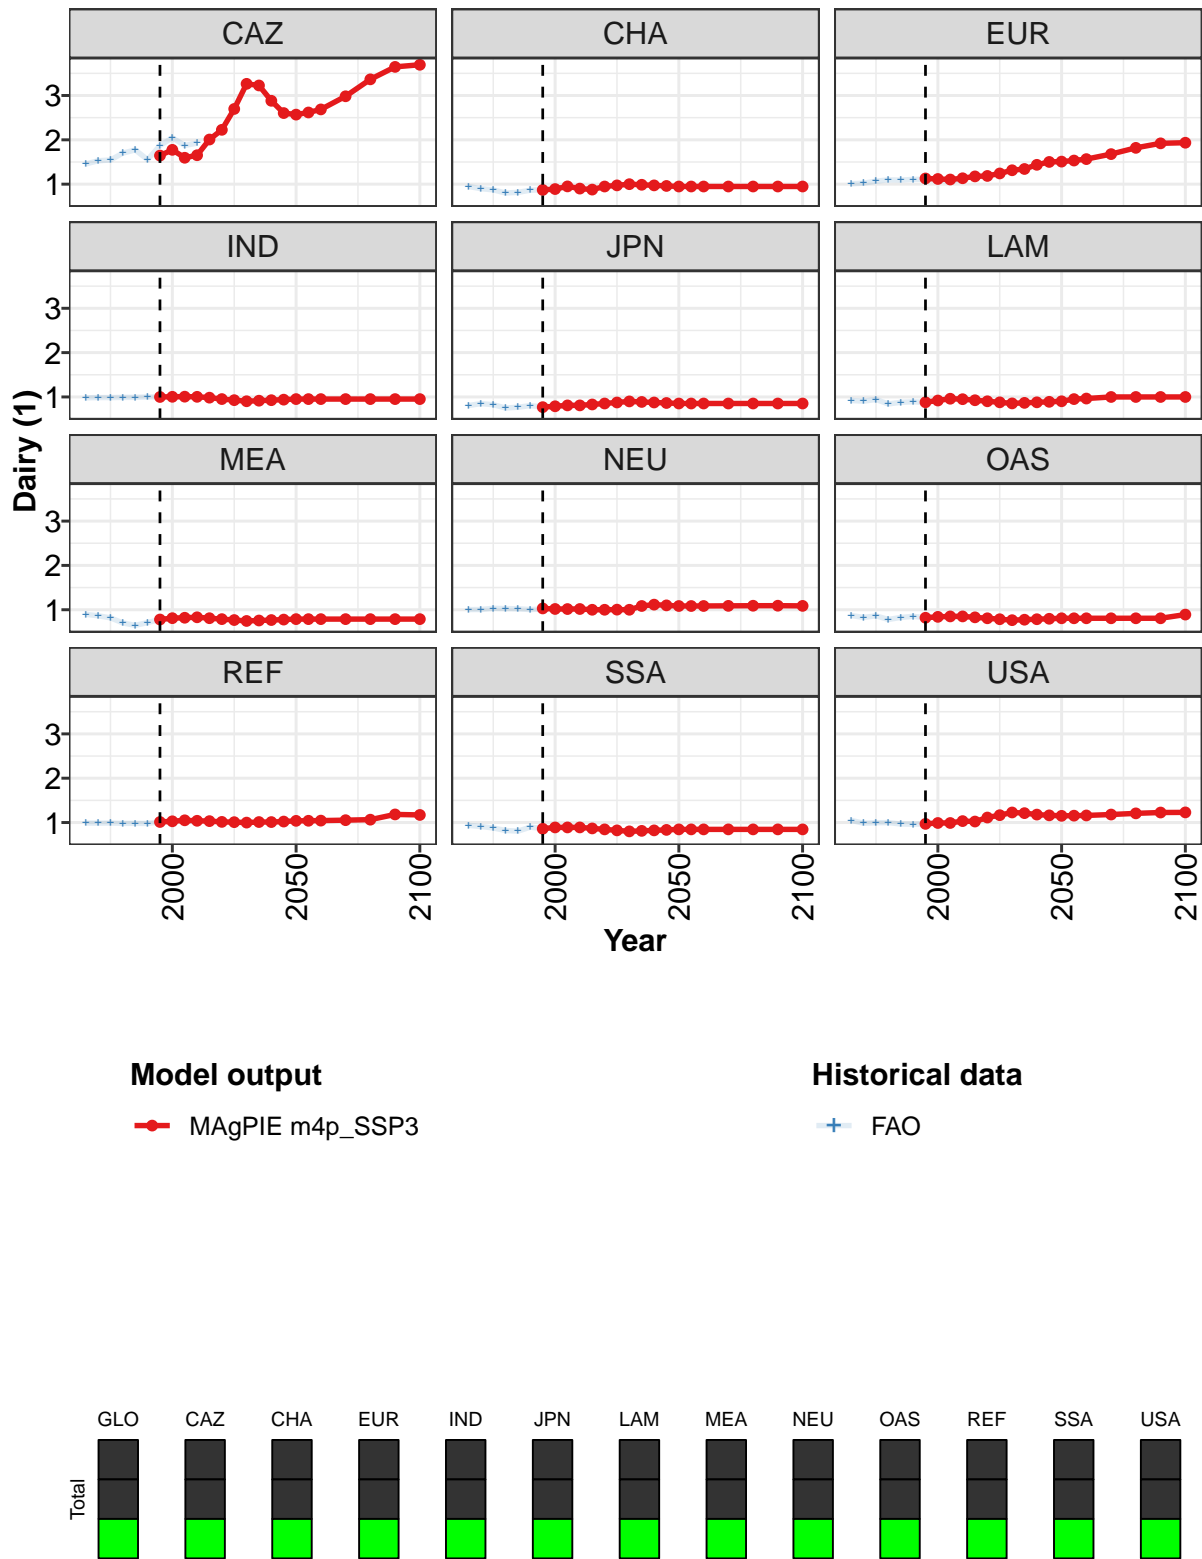 CAZ CHA EUR
3
2
1
IND JPN LAM
3
2
1
MEA NEU OAS
3
2
1
REF SSA USA
3
2
1
Dairy (1)
2000 2050 2100 2000 2050 2100 2000 2050 2100
Year
Model output Historical data
MAgPIE m4p_SSP3 FAO
GLO CAZ CHA EUR IND JPN LAM MEA NEU OAS REF SSA USA
Total